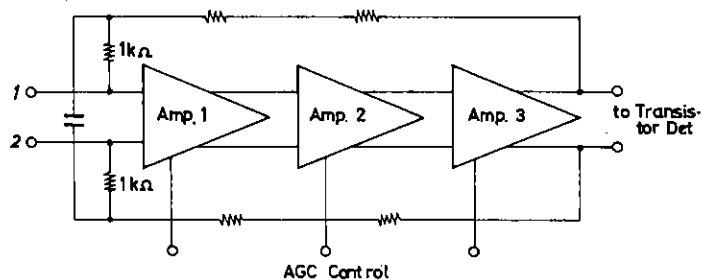 1kΩ
1
Amp. 1
Amp. 2
Amp. 3
to Transis-
tor Det
2
1kΩ
AGC Control